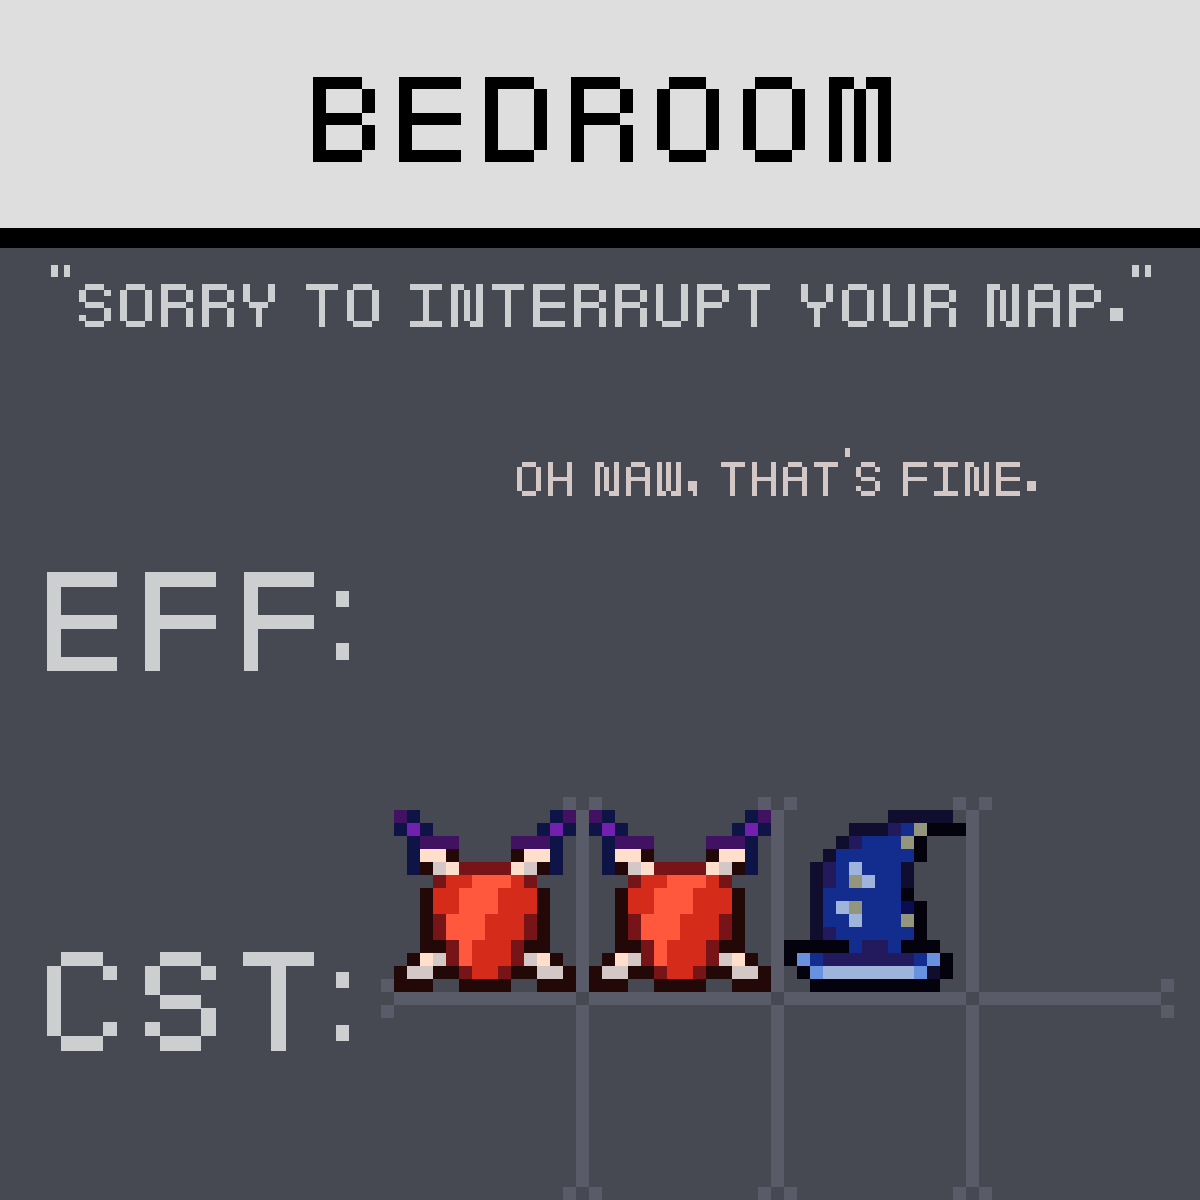 BEDROOM
"SORRY TO INTERRUPT YOUR NAP."
OH NAW, THAT'S FINE.
EFF:
CST: